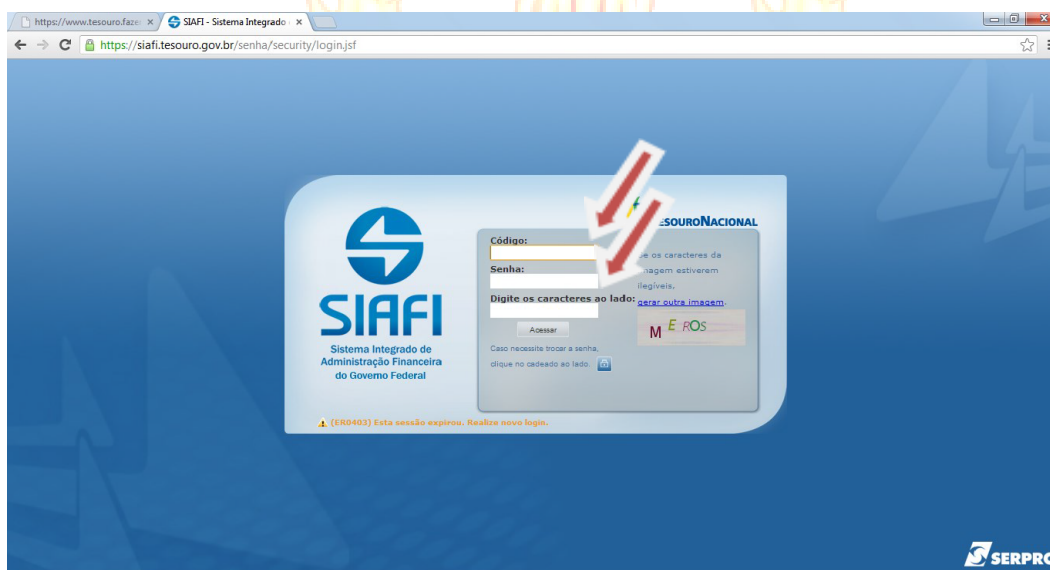 https://www.tesouro.faze
SIAFI - Sistema Integrado
https://siafi.tesouro.gov.br/senha/security/login.jsf
TESOURONACIONAL
SIAFI
Sistema Integrado de
Administração Financeira
do Governo Federal
Código:
Senha:
Digite os caracteres ao lado:
Acessar
Caso necessite trocar a senha,
clique no cadeado ao lado.
Se os caracteres da
imagem estiverem
ilegíveis,
gerar outra imagem.
M E ROS
(ER0403) Esta sessão expirou. Realize novo login.
SERPRO